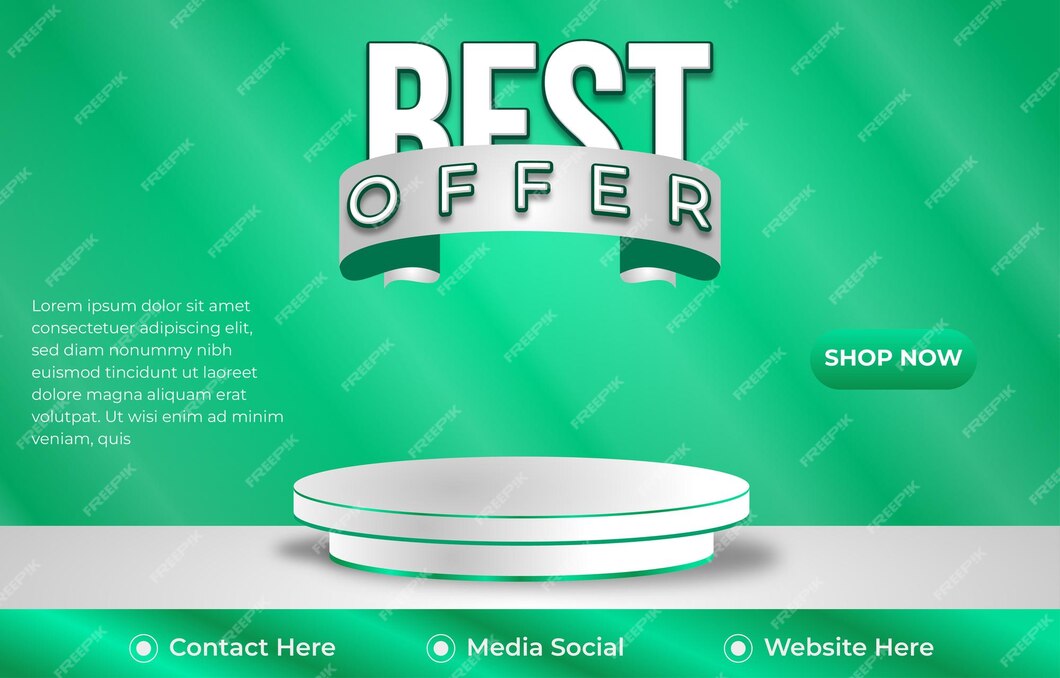 BEST
OFFER
Lorem ipsum dolor sit amet
consectetuer adipiscing elit,
sed diam nonummy nibh
euismod tincidunt ut laoreet
dolore magna aliquam erat
volutpat. Ut wisi enim ad minim
veniam, quis
SHOP NOW
Contact Here
Media Social
Website Here
FREEPIK